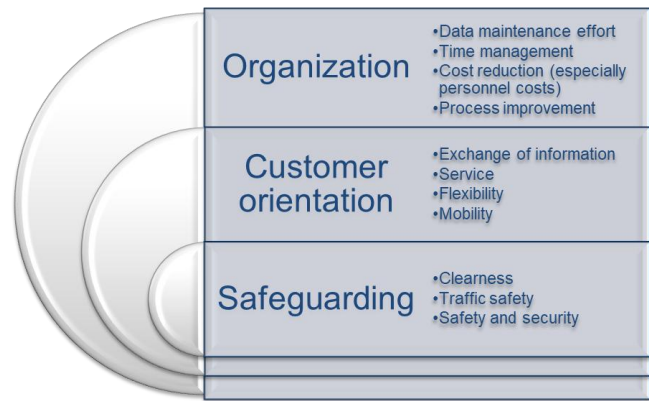 Organization
•Data maintenance effort
•Time management
•Cost reduction (especially
personnel costs)
•Process improvement
Customer
orientation
•Exchange of information
•Service
•Flexibility
•Mobility
Safeguarding
•Clearness
•Traffic safety
•Safety and security